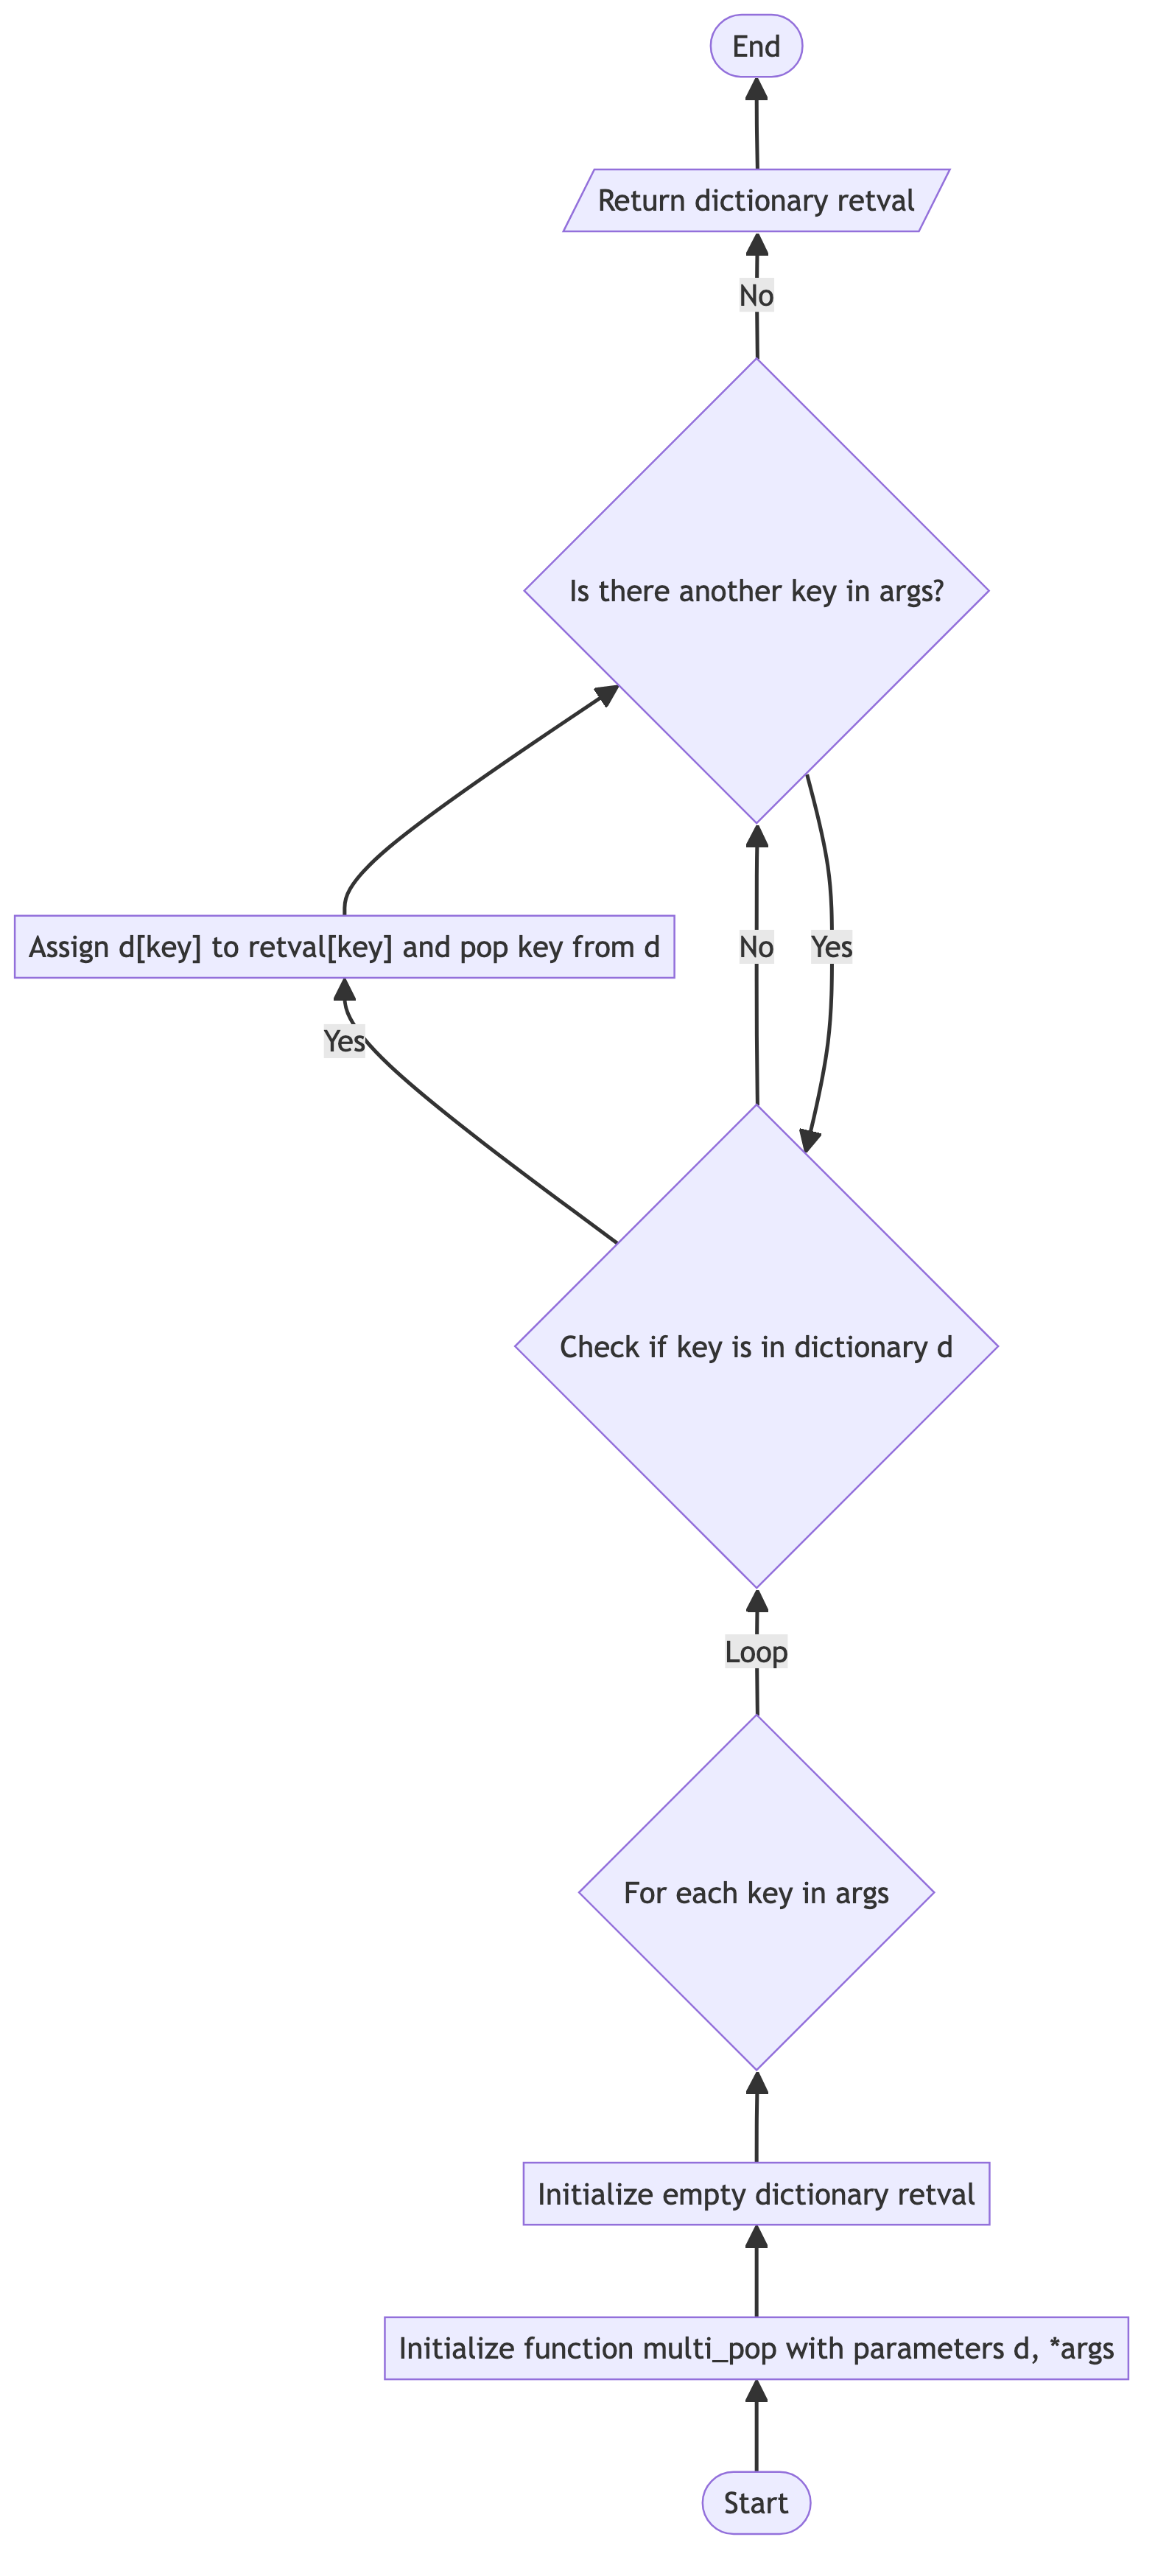 End
Return dictionary retval
No
Is there another key in args?
Assign d[key] to retval[key] and pop key from d
No
Yes
Yes
Check if key is in dictionary d
Loop
For each key in args
Initialize empty dictionary retval
Initialize function multi_pop with parameters d, *args
Start